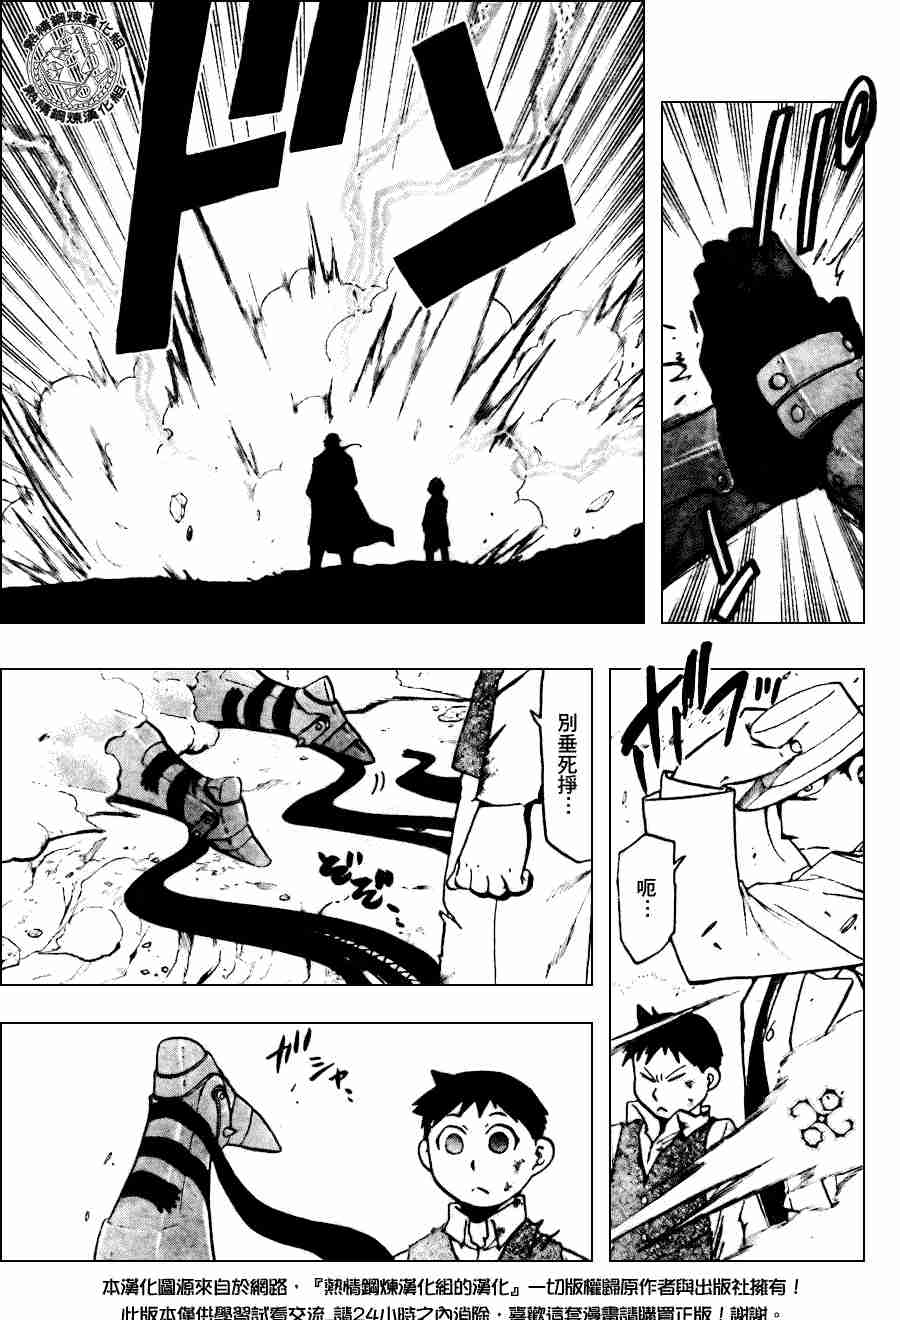 熱情鋼煉漢化組
熱情鋼煉漢化組
ドン
呃…
別垂死掙…
ぞぞ
ガシャ
本漢化圖源來自於網路，『熱情鋼煉漢化組的漢化』一切版權歸原作者與出版社擁有！
此版本僅供學習試看交流，請24小時之內消除，喜歡這套漫畫請購買正版！謝謝。